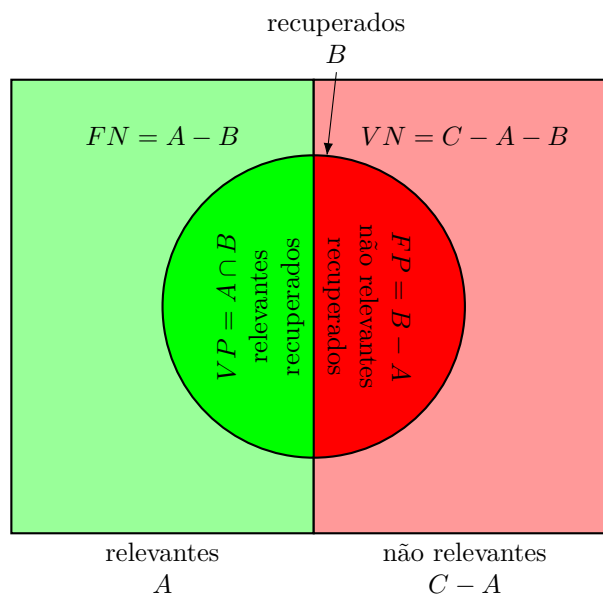 recuperados
B
FN = A − B
VN = C − A − B
VP = A ∩ B
relevantes
recuperados
FP = B − A
não relevantes
recuperados
relevantes
A
não relevantes
C − A